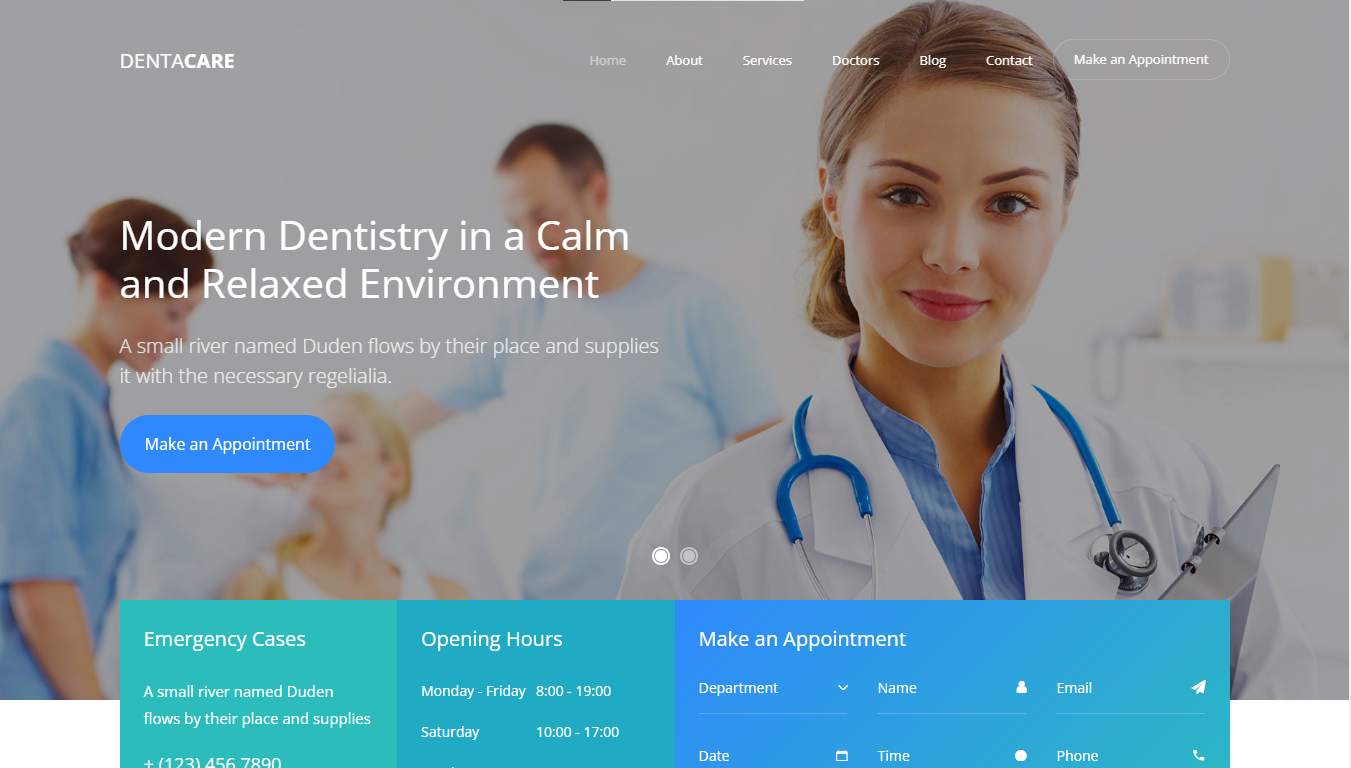 DENTACARE
Home About Services Doctors Blog Contact Make an Appointment
Modern Dentistry in a Calm
and Relaxed Environment
A small river named Duden flows by their place and supplies
it with the necessary regelialia.
Make an Appointment
Emergency Cases
A small river named Duden
flows by their place and supplies
+ (123) 456 7890
Opening Hours
Monday - Friday 8:00 - 19:00
Saturday 10:00 - 17:00
Make an Appointment
Department Name Email
Date Time Phone